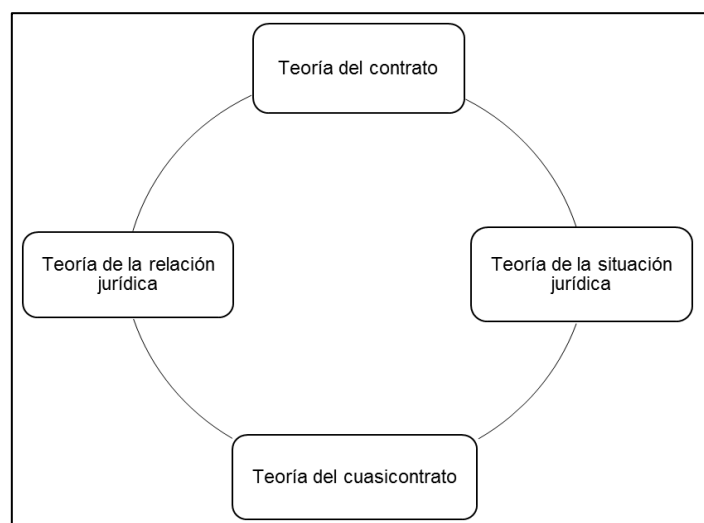 Teoría del contrato
Teoría de la relación
jurídica
Teoría de la situación
jurídica
Teoría del cuasicontrato